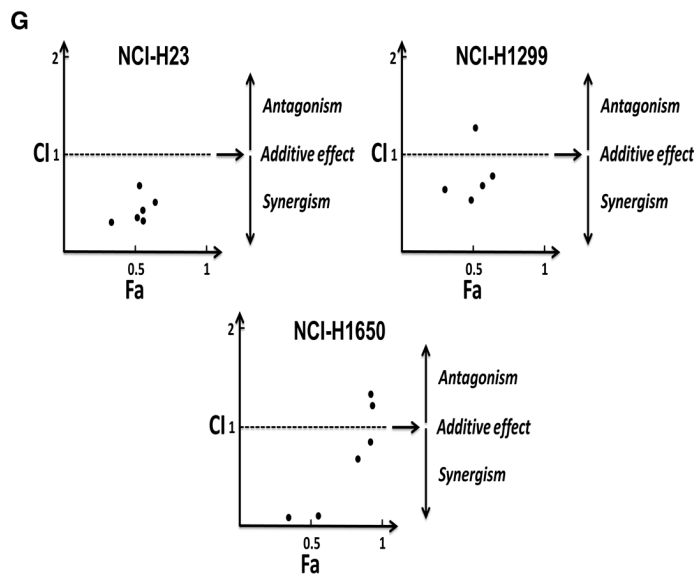 G
NCI-H23
2
Antagonism
CI 1
Additive effect
Synergism
0.5 1
Fa
NCI-H1299
2
Antagonism
CI 1
Additive effect
Synergism
0.5 1
Fa
NCI-H1650
2
Antagonism
CI 1
Additive effect
Synergism
0.5 1
Fa